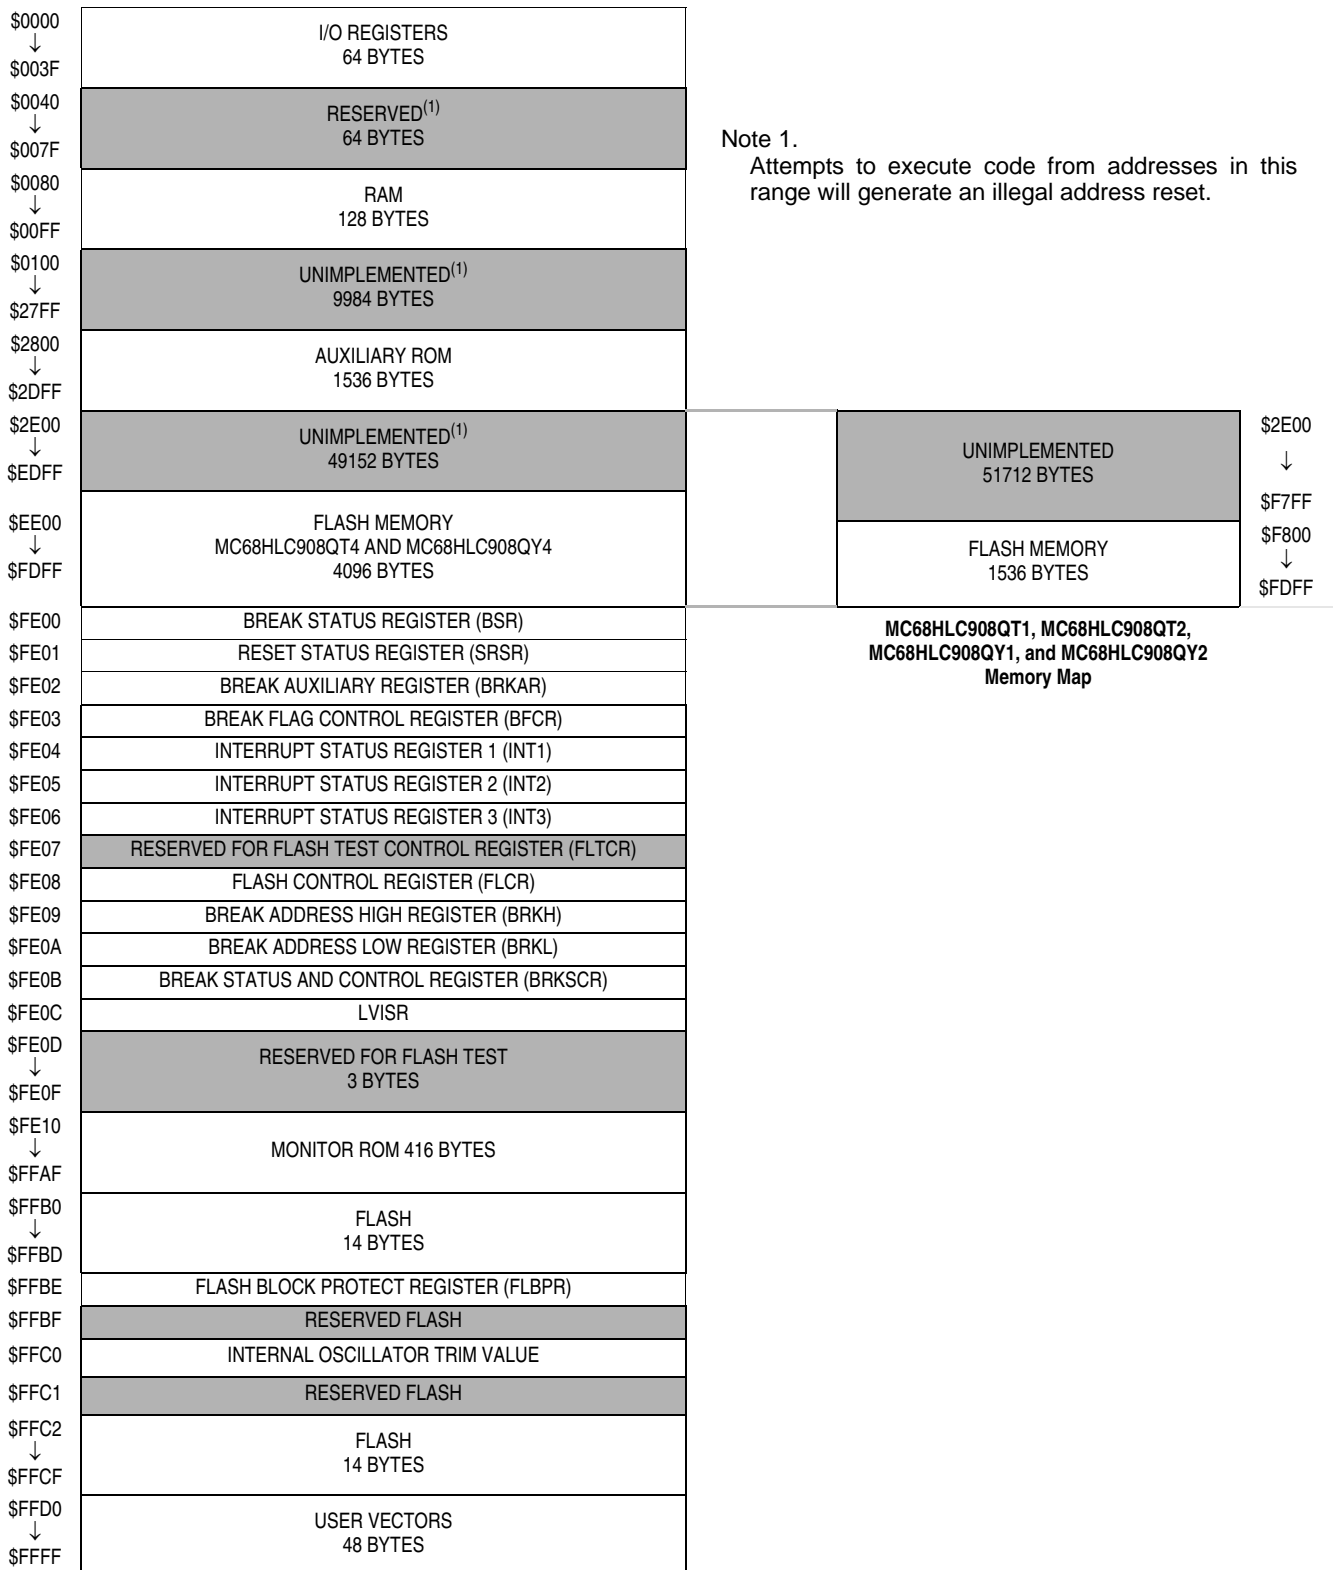 $0000
↓
$003F
I/O REGISTERS
64 BYTES
$0040
↓
$007F
RESERVED(1)
64 BYTES
Note 1.
Attempts to execute code from addresses in this
range will generate an illegal address reset.
$0080
↓
$00FF
RAM
128 BYTES
$0100
↓
$27FF
UNIMPLEMENTED(1)
9984 BYTES
$2800
↓
$2DFF
AUXILIARY ROM
1536 BYTES
$2E00
↓
$EDFF
UNIMPLEMENTED(1)
49152 BYTES
UNIMPLEMENTED
51712 BYTES
$2E00
↓
$F7FF
$EE00
↓
$FDFF
FLASH MEMORY
MC68HLC908QT4 AND MC68HLC908QY4
4096 BYTES
FLASH MEMORY
1536 BYTES
$F800
↓
$FDFF
MC68HLC908QT1, MC68HLC908QT2,
MC68HLC908QY1, and MC68HLC908QY2
Memory Map
$FE00 BREAK STATUS REGISTER (BSR)
$FE01 RESET STATUS REGISTER (SRSR)
$FE02 BREAK AUXILIARY REGISTER (BRKAR)
$FE03 BREAK FLAG CONTROL REGISTER (BFCR)
$FE04 INTERRUPT STATUS REGISTER 1 (INT1)
$FE05 INTERRUPT STATUS REGISTER 2 (INT2)
$FE06 INTERRUPT STATUS REGISTER 3 (INT3)
$FE07 RESERVED FOR FLASH TEST CONTROL REGISTER (FLTCR)
$FE08 FLASH CONTROL REGISTER (FLCR)
$FE09 BREAK ADDRESS HIGH REGISTER (BRKH)
$FE0A BREAK ADDRESS LOW REGISTER (BRKL)
$FE0B BREAK STATUS AND CONTROL REGISTER (BRKSCR)
$FE0C LVISR
$FE0D
↓
$FE0F
RESERVED FOR FLASH TEST
3 BYTES
$FE10
↓
$FFAF
MONITOR ROM 416 BYTES
$FFB0
↓
$FFBD
FLASH
14 BYTES
$FFBE FLASH BLOCK PROTECT REGISTER (FLBPR)
$FFBF RESERVED FLASH
$FFC0 INTERNAL OSCILLATOR TRIM VALUE
$FFC1 RESERVED FLASH
$FFC2
↓
$FFCF
FLASH
14 BYTES
$FFD0
↓
$FFFF
USER VECTORS
48 BYTES